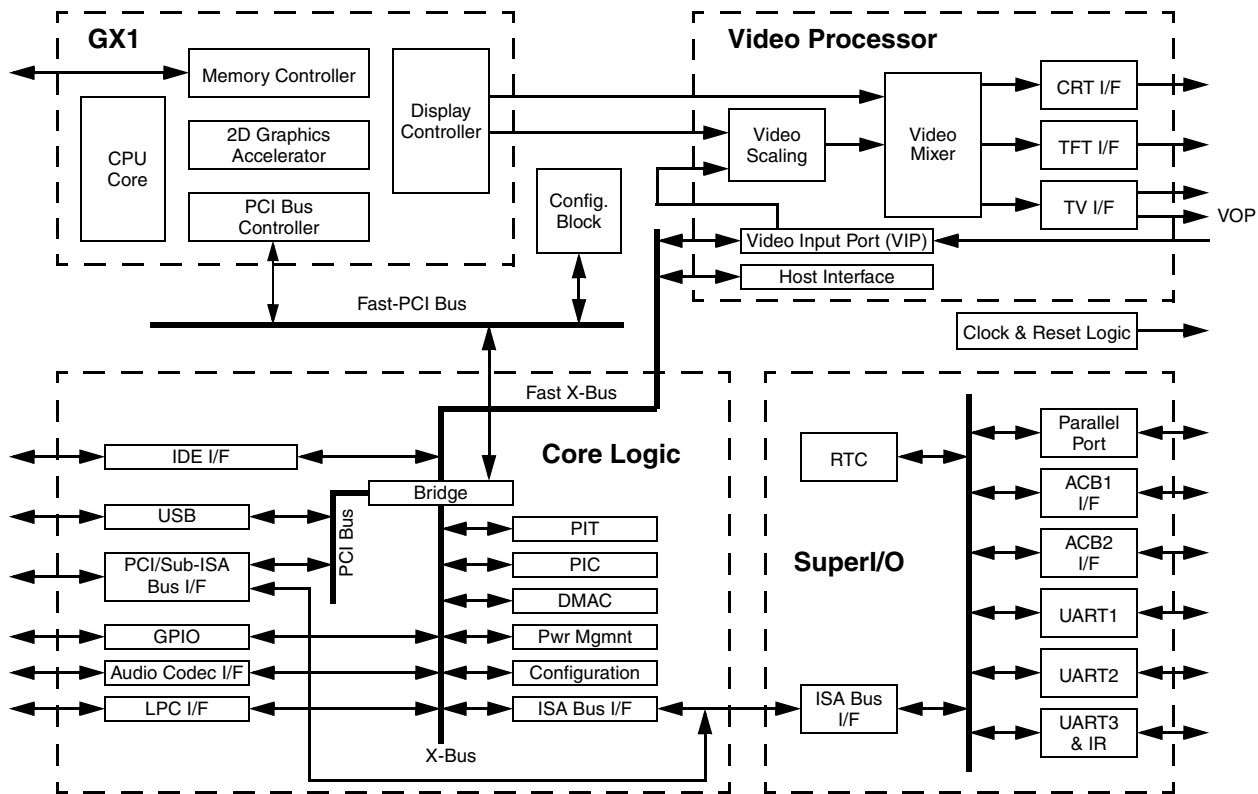 GX1
Memory Controller
CPU
Core
2D Graphics
Accelerator
PCI Bus
Controller
Display
Controller
Config.
Block
Fast-PCI Bus
Video Processor
Video
Scaling
Video
Mixer
CRT I/F
TFT I/F
TV I/F
VOP
Video Input Port (VIP)
Host Interface
Clock & Reset Logic
Fast X-Bus
Core Logic
IDE I/F
Bridge
USB
PCI Bus
PCI/Sub-ISA
Bus I/F
GPIO
Audio Codec I/F
LPC I/F
PIT
PIC
DMAC
Pwr Mgmnt
Configuration
ISA Bus I/F
X-Bus
SuperI/O
RTC
ISA Bus
I/F
Parallel
Port
ACB1
I/F
ACB2
I/F
UART1
UART2
UART3
& IR